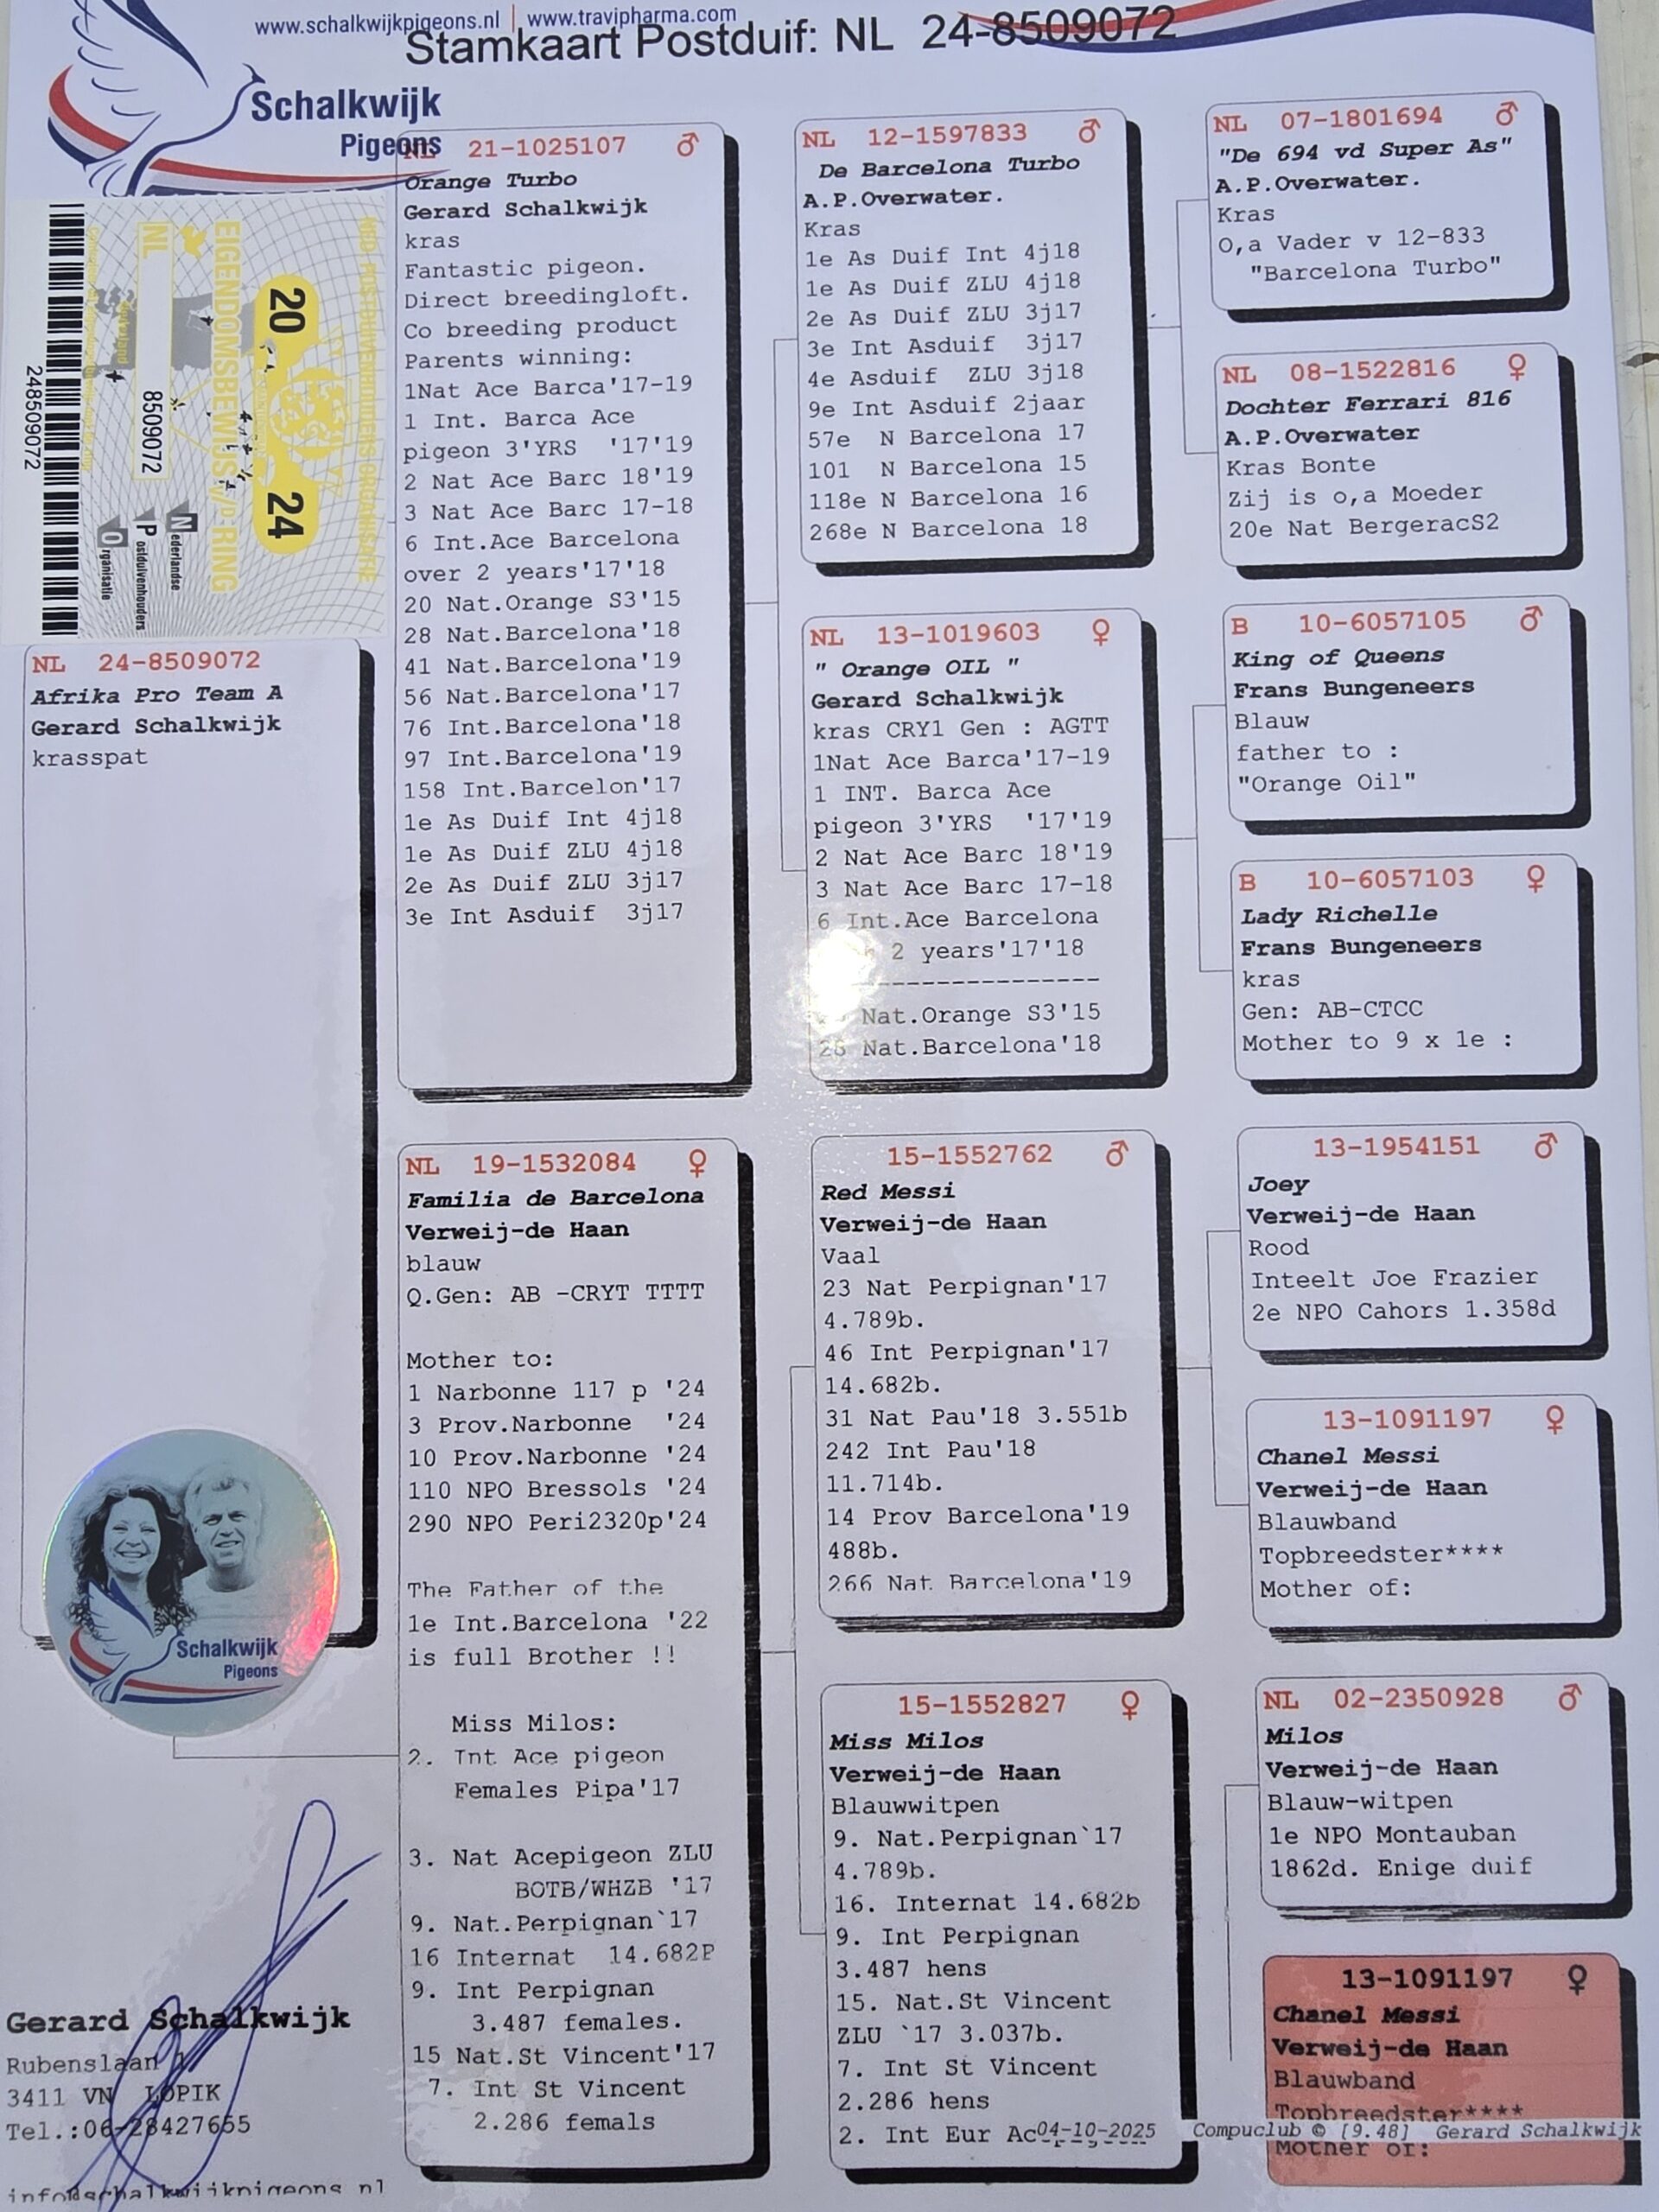 www.schalkwijkpigeons.nl | www.travipharma.com
Stamkaart Postduif: NL 24-8509072
Schalkwijk
Pigeons
NPO
EIGENDOMSBEWIJS v/d RING
20 24
NL 8509072
Nederland
Nederlandse
Postduivenhouders
Organisatie
248509072
NL 24-8509072
Afrika Pro Team A
Gerard Schalkwijk
krasspat
Schalkwijk
Pigeons
Gerard Schalkwijk
Rubenslaan 1
3411 VN LOPIK
Tel.:06-28427655
info@schalkwijkpigeons.nl
NL 21-1025107 ♂
Orange Turbo
Gerard Schalkwijk
kras
Fantastic pigeon.
Direct breedingloft.
Co breeding product
Parents winning:
1Nat Ace Barca'17-19
1 Int. Barca Ace
pigeon 3'YRS '17'19
2 Nat Ace Barc 18'19
3 Nat Ace Barc 17-18
6 Int.Ace Barcelona
over 2 years'17'18
20 Nat.Orange S3'15
28 Nat.Barcelona'18
41 Nat.Barcelona'19
56 Nat.Barcelona'17
76 Int.Barcelona'18
97 Int.Barcelona'19
158 Int.Barcelon'17
1e As Duif Int 4j18
1e As Duif ZLU 4j18
2e As Duif ZLU 3j17
3e Int Asduif 3j17
NL 19-1532084 ♀
Familia de Barcelona
Verweij-de Haan
blauw
Q.Gen: AB -CRYT TTTT
Mother to:
1 Narbonne 117 p '24
3 Prov.Narbonne '24
10 Prov.Narbonne '24
110 NPO Bressols '24
290 NPO Peri2320p'24
The Father of the
1e Int.Barcelona '22
is full Brother !!
Miss Milos:
2. Int Ace pigeon
Females Pipa'17
3. Nat Acepigeon ZLU
BOTB/WHZB '17
9. Nat.Perpignan`17
16 Internat 14.682P
9. Int Perpignan
3.487 females.
15 Nat.St Vincent'17
7. Int St Vincent
2.286 femals
NL 12-1597833 ♂
De Barcelona Turbo
A.P.Overwater.
Kras
1e As Duif Int 4j18
1e As Duif ZLU 4j18
2e As Duif ZLU 3j17
3e Int Asduif 3j17
4e Asduif ZLU 3j18
9e Int Asduif 2jaar
57e N Barcelona 17
101 N Barcelona 15
118e N Barcelona 16
268e N Barcelona 18
NL 13-1019603 ♀
" Orange OIL "
Gerard Schalkwijk
kras CRY1 Gen : AGTT
1Nat Ace Barca'17-19
1 INT. Barca Ace
pigeon 3'YRS '17'19
2 Nat Ace Barc 18'19
3 Nat Ace Barc 17-18
6 Int.Ace Barcelona
2 years'17'18
----------------
Nat.Orange S3'15
28 Nat.Barcelona'18
15-1552762 ♂
Red Messi
Verweij-de Haan
Vaal
23 Nat Perpignan'17
4.789b.
46 Int Perpignan'17
14.682b.
31 Nat Pau'18 3.551b
242 Int Pau'18
11.714b.
14 Prov Barcelona'19
488b.
266 Nat Barcelona'19
15-1552827 ♀
Miss Milos
Verweij-de Haan
Blauwwitpen
9. Nat.Perpignan`17
4.789b.
16. Internat 14.682b
9. Int Perpignan
3.487 hens
15. Nat.St Vincent
ZLU `17 3.037b.
7. Int St Vincent
2.286 hens
2. Int Eur Ac
NL 07-1801694 ♂
"De 694 vd Super As"
A.P.Overwater.
Kras
O,a Vader v 12-833
"Barcelona Turbo"
NL 08-1522816 ♀
Dochter Ferrari 816
A.P.Overwater
Kras Bonte
Zij is o,a Moeder
20e Nat BergeracS2
B 10-6057105 ♂
King of Queens
Frans Bungeneers
Blauw
father to :
"Orange Oil"
B 10-6057103 ♀
Lady Richelle
Frans Bungeneers
kras
Gen: AB-CTCC
Mother to 9 x 1e :
13-1954151 ♂
Joey
Verweij-de Haan
Rood
Inteelt Joe Frazier
2e NPO Cahors 1.358d
13-1091197 ♀
Chanel Messi
Verweij-de Haan
Blauwband
Topbreedster****
Mother of:
NL 02-2350928 ♂
Milos
Verweij-de Haan
Blauw-witpen
1e NPO Montauban
1862d. Enige duif
13-1091197 ♀
Chanel Messi
Verweij-de Haan
Blauwband
Topbreedster****
Mother of:
04-10-2025 Compuclub © [9.48] Gerard Schalkwijk